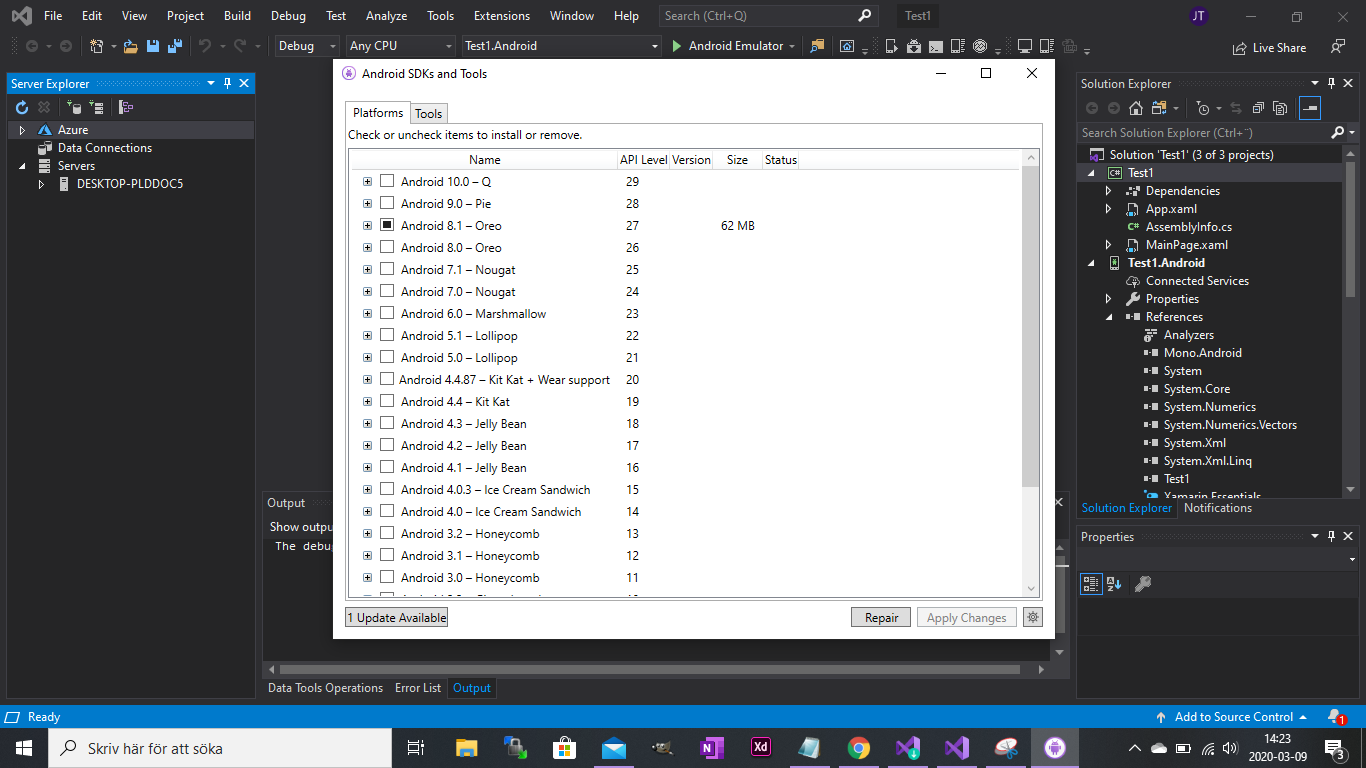 File Edit View Project Build Debug Test Analyze Tools Extensions Window Help Search (Ctrl+Q) Test1 JT
Debug Any CPU Test1.Android Android Emulator Live Share
Server Explorer
Azure
Data Connections
Servers
DESKTOP-PLDDOC5
Android SDKs and Tools
Platforms Tools
Check or uncheck items to install or remove.
Name API Level Version Size Status
Android 10.0 – Q 29
Android 9.0 – Pie 28
Android 8.1 – Oreo 27 62 MB
Android 8.0 – Oreo 26
Android 7.1 – Nougat 25
Android 7.0 – Nougat 24
Android 6.0 – Marshmallow 23
Android 5.1 – Lollipop 22
Android 5.0 – Lollipop 21
Android 4.4.87 – Kit Kat + Wear support 20
Android 4.4 – Kit Kat 19
Android 4.3 – Jelly Bean 18
Android 4.2 – Jelly Bean 17
Android 4.1 – Jelly Bean 16
Android 4.0.3 – Ice Cream Sandwich 15
Android 4.0 – Ice Cream Sandwich 14
Android 3.2 – Honeycomb 13
Android 3.1 – Honeycomb 12
Android 3.0 – Honeycomb 11
1 Update Available Repair Apply Changes
Output
Show outpu
The debu
Data Tools Operations Error List Output
Solution Explorer
Search Solution Explorer (Ctrl+¨)
Solution 'Test1' (3 of 3 projects)
C# Test1
Dependencies
App.xaml
C# AssemblyInfo.cs
MainPage.xaml
Test1.Android
Connected Services
Properties
References
Analyzers
Mono.Android
System
System.Core
System.Numerics
System.Numerics.Vectors
System.Xml
System.Xml.Linq
Test1
Xamarin.Essentials
Solution Explorer Notifications
Properties
Ready Add to Source Control 1
Skriv här för att söka
Xd
14:23
2020-03-09
3